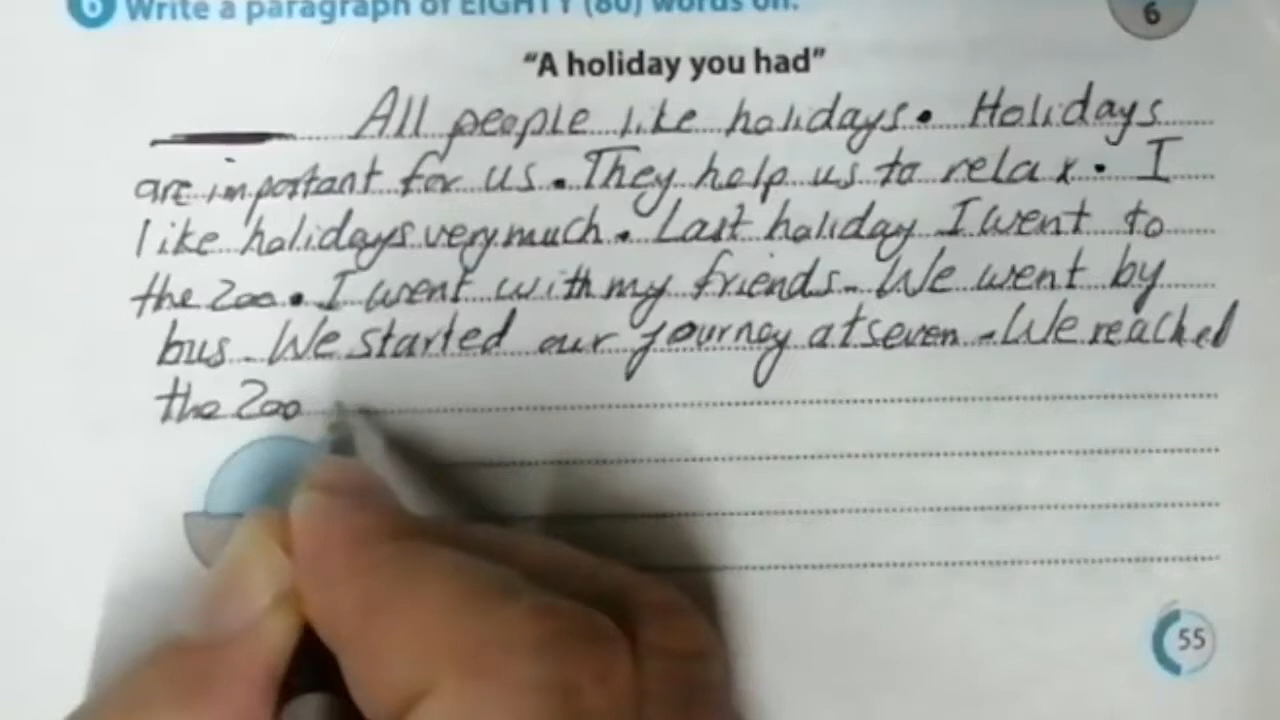 6 Write a paragraph of EIGHTY (80) words on:
6
“A holiday you had”
All people like holidays. Holidays
are important for us. They help us to relax. I
like holidays very much. Last holiday I went to
the Zoo. I went with my friends. We went by
bus. We started our journey at seven. We reached
the Zoo
55